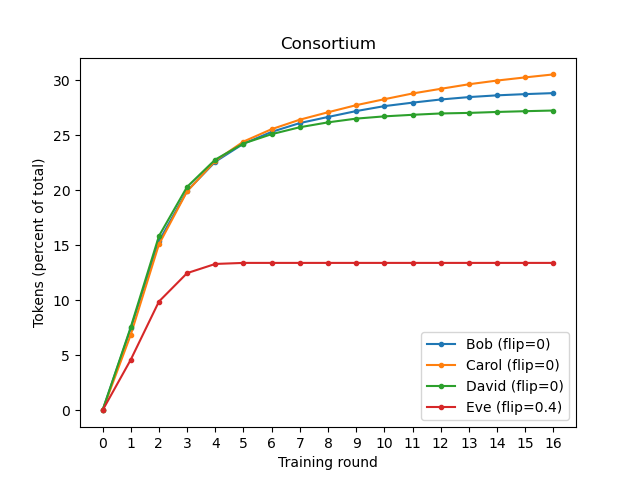 Consortium
Tokens (percent of total)
30
25
20
15
10
5
0
Bob (flip=0)
Carol (flip=0)
David (flip=0)
Eve (flip=0.4)
0 1 2 3 4 5 6 7 8 9 10 11 12 13 14 15 16
Training round